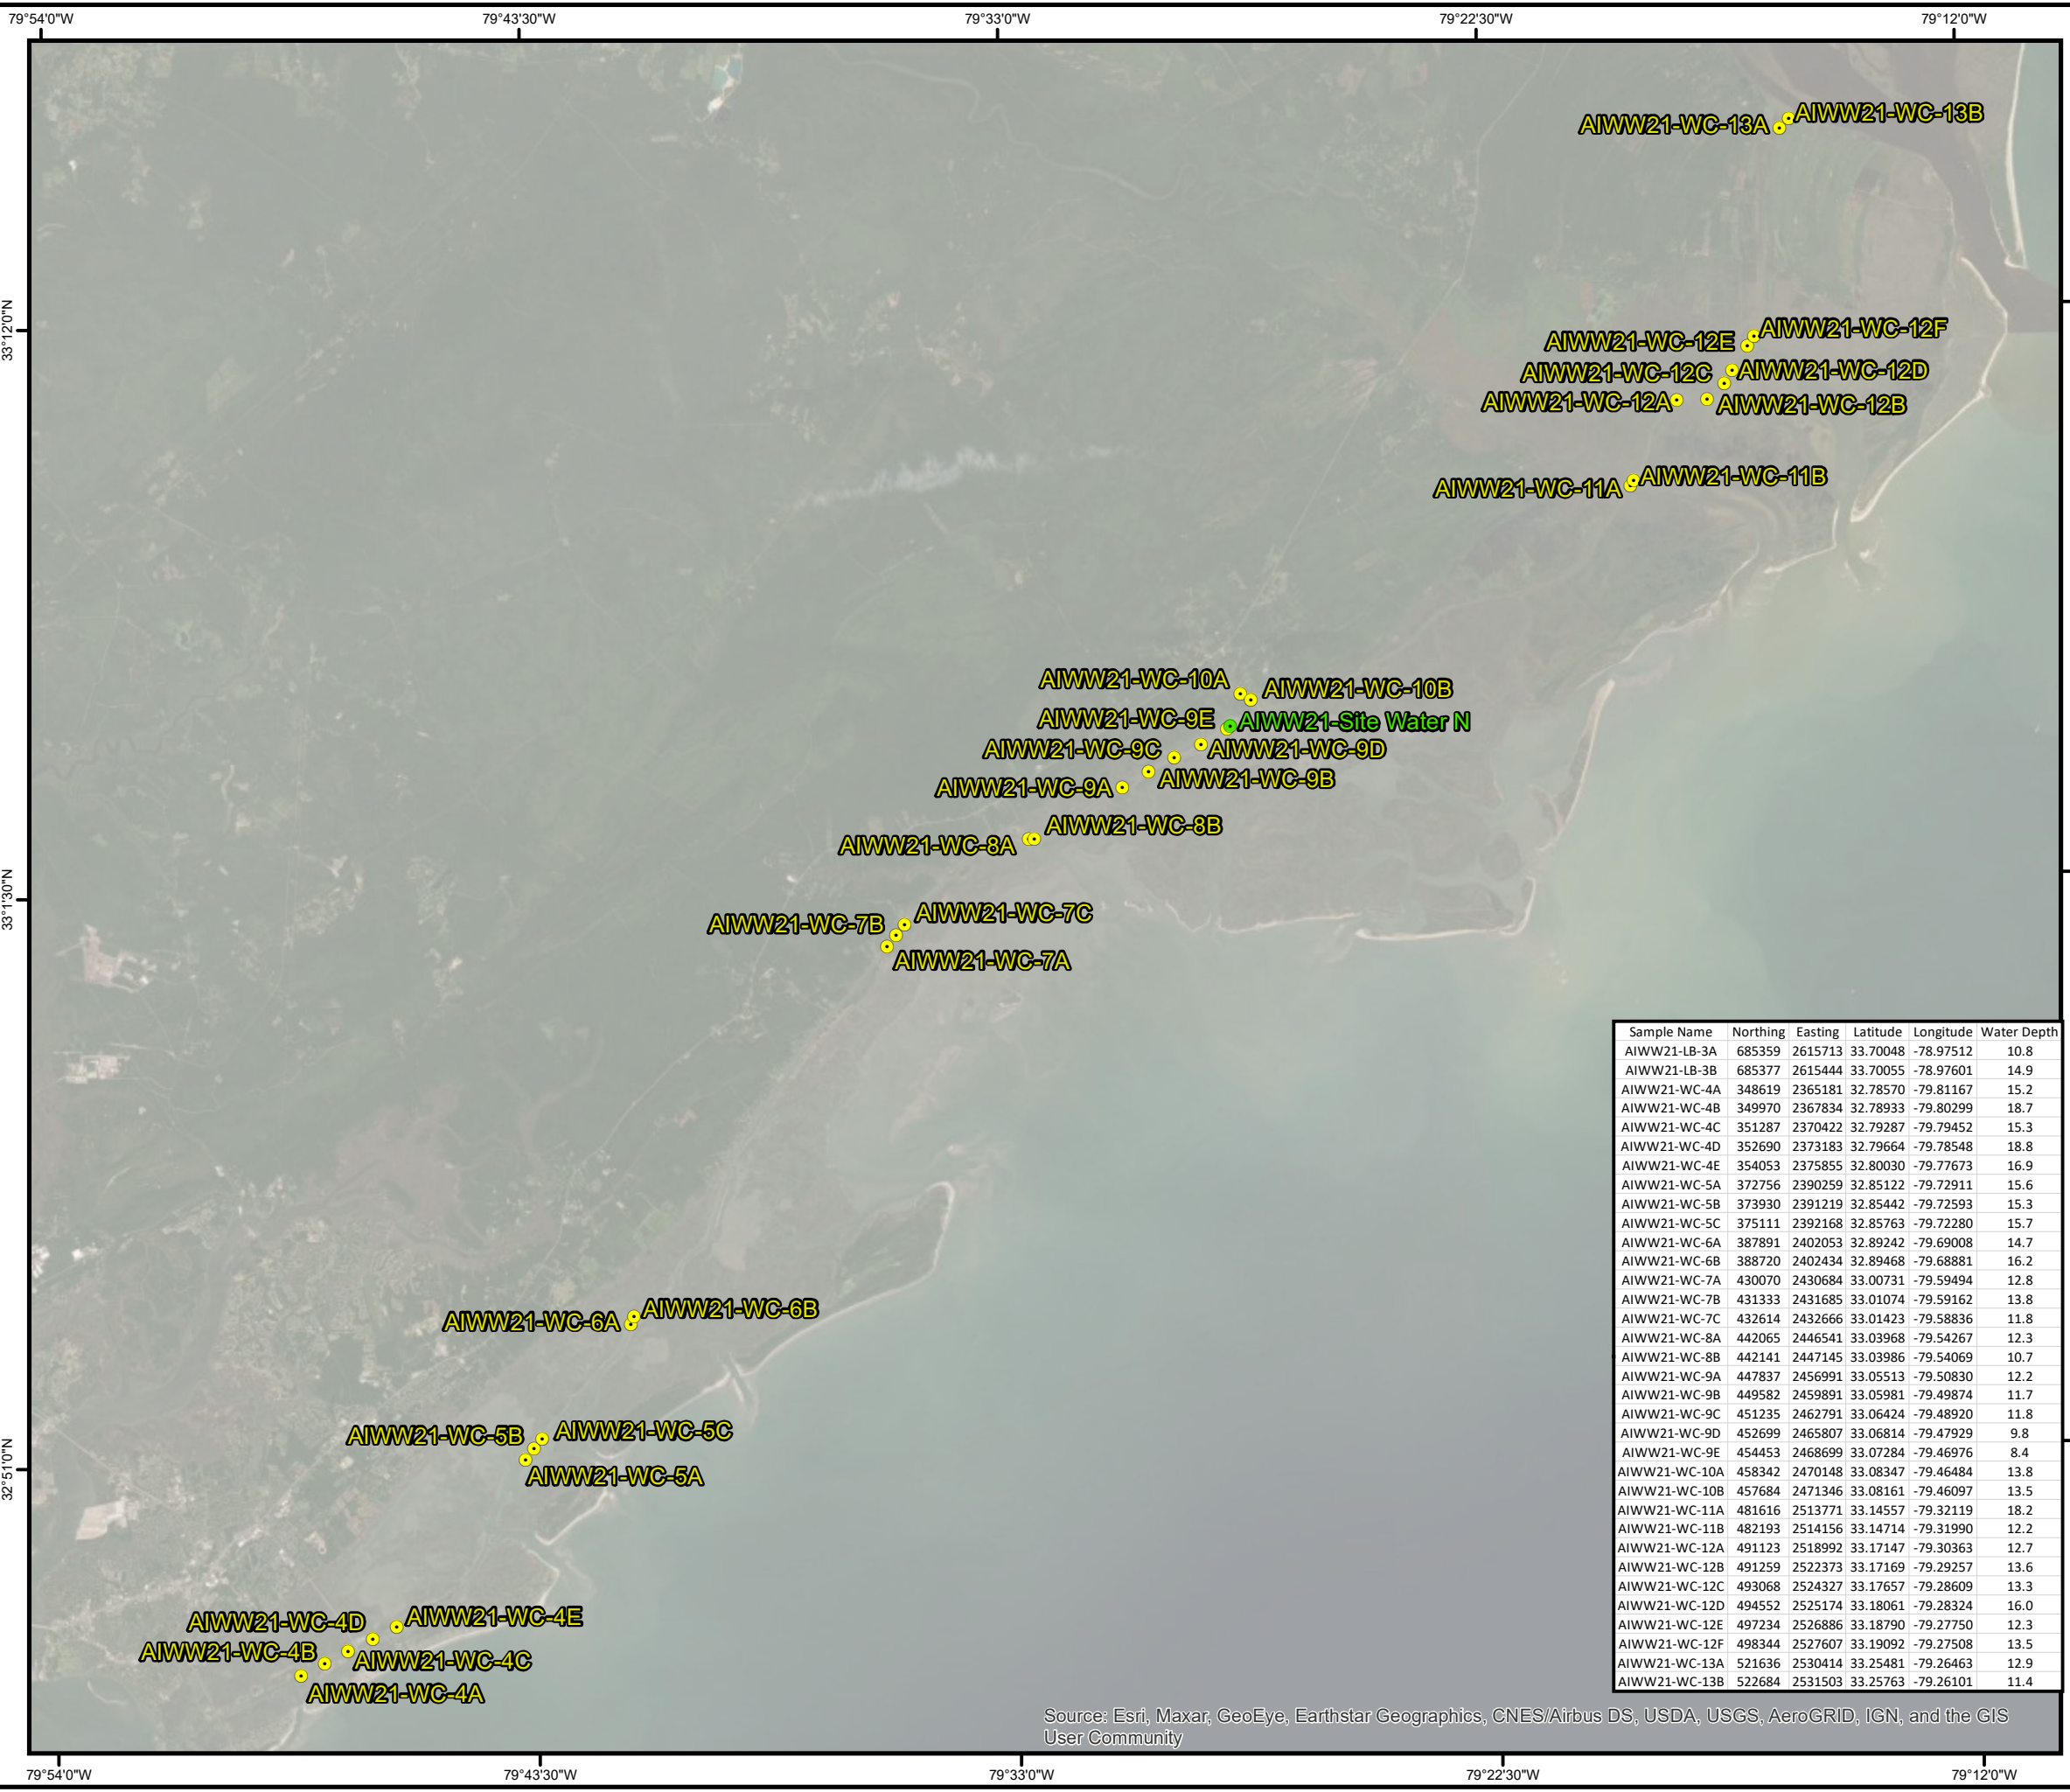 79°54'0"W 79°43'30"W 79°33'0"W 79°22'30"W 79°12'0"W
AIWW21-WC-13B
AIWW21-WC-13A
33°12'0"N
AIWW21-WC-12F
AIWW21-WC-12E
AIWW21-WC-12D
AIWW21-WC-12C
AIWW21-WC-12A
AIWW21-WC-12B
AIWW21-WC-11B
AIWW21-WC-11A
AIWW21-WC-10A
AIWW21-WC-10B
AIWW21-WC-9E
AIWW21-Site Water N
AIWW21-WC-9C
AIWW21-WC-9D
AIWW21-WC-9B
AIWW21-WC-9A
AIWW21-WC-8B
AIWW21-WC-8A
33°1'30"N
AIWW21-WC-7C
AIWW21-WC-7B
AIWW21-WC-7A
Sample Name Northing Easting Latitude Longitude Water Depth
AIWW21-LB-3A 685359 2615713 33.70048 -78.97512 10.8
AIWW21-LB-3B 685377 2615444 33.70055 -78.97601 14.9
AIWW21-WC-4A 348619 2365181 32.78570 -79.81167 15.2
AIWW21-WC-4B 349970 2367834 32.78933 -79.80299 18.7
AIWW21-WC-4C 351287 2370422 32.79287 -79.79452 15.3
AIWW21-WC-4D 352690 2373183 32.79664 -79.78548 18.8
AIWW21-WC-4E 354053 2375855 32.80030 -79.77673 16.9
AIWW21-WC-5A 372756 2390259 32.85122 -79.72911 15.6
AIWW21-WC-5B 373930 2391219 32.85442 -79.72593 15.3
AIWW21-WC-5C 375111 2392168 32.85763 -79.72280 15.7
AIWW21-WC-6A 387891 2402053 32.89242 -79.69008 14.7
AIWW21-WC-6B 388720 2402434 32.89468 -79.68881 16.2
AIWW21-WC-7A 430070 2430684 33.00731 -79.59494 12.8
AIWW21-WC-7B 431333 2431685 33.01074 -79.59162 13.8
AIWW21-WC-7C 432614 2432666 33.01423 -79.58836 11.8
AIWW21-WC-8A 442065 2446541 33.03968 -79.54267 12.3
AIWW21-WC-8B 442141 2447145 33.03986 -79.54069 10.7
AIWW21-WC-9A 447837 2456991 33.05513 -79.50830 12.2
AIWW21-WC-9B 449582 2459891 33.05981 -79.49874 11.7
AIWW21-WC-9C 451235 2462791 33.06424 -79.48920 11.8
AIWW21-WC-9D 452699 2465807 33.06814 -79.47929 9.8
AIWW21-WC-9E 454453 2468699 33.07284 -79.46976 8.4
AIWW21-WC-10A 458342 2470148 33.08347 -79.46484 13.8
AIWW21-WC-10B 457684 2471346 33.08161 -79.46097 13.5
AIWW21-WC-11A 481616 2513771 33.14557 -79.32119 18.2
AIWW21-WC-11B 482193 2514156 33.14714 -79.31990 12.2
AIWW21-WC-12A 491123 2518992 33.17147 -79.30363 12.7
AIWW21-WC-12B 491259 2522373 33.17169 -79.29257 13.6
AIWW21-WC-12C 493068 2524327 33.17657 -79.28609 13.3
AIWW21-WC-12D 494552 2525174 33.18061 -79.28324 16.0
AIWW21-WC-12E 497234 2526886 33.18790 -79.27750 12.3
AIWW21-WC-12F 498344 2527607 33.19092 -79.27508 13.5
AIWW21-WC-13A 521636 2530414 33.25481 -79.26463 12.9
AIWW21-WC-13B 522684 2531503 33.25763 -79.26101 11.4
AIWW21-WC-6B
AIWW21-WC-6A
AIWW21-WC-5C
AIWW21-WC-5B
AIWW21-WC-5A
32°51'0"N
AIWW21-WC-4E
AIWW21-WC-4D
AIWW21-WC-4B
AIWW21-WC-4C
AIWW21-WC-4A
Source: Esri, Maxar, GeoEye, Earthstar Geographics, CNES/Airbus DS, USDA, USGS, AeroGRID, IGN, and the GIS
User Community
79°54'0"W 79°43'30"W 79°33'0"W 79°22'30"W 79°12'0"W